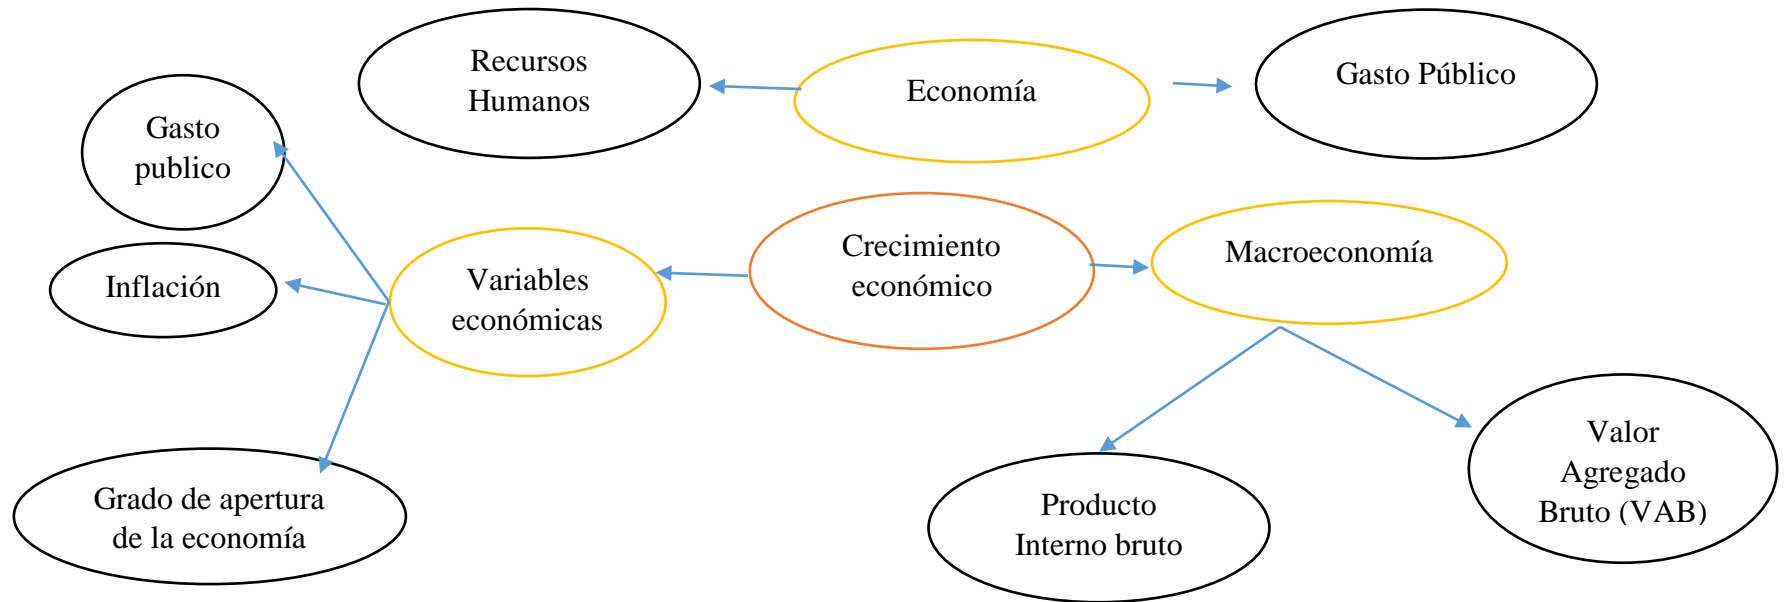 Recursos
Humanos
Economía
Gasto Público
Gasto
publico
Inflación
Variables
económicas
Crecimiento
económico
Macroeconomía
Grado de apertura
de la economía
Producto
Interno bruto
Valor
Agregado
Bruto (VAB)